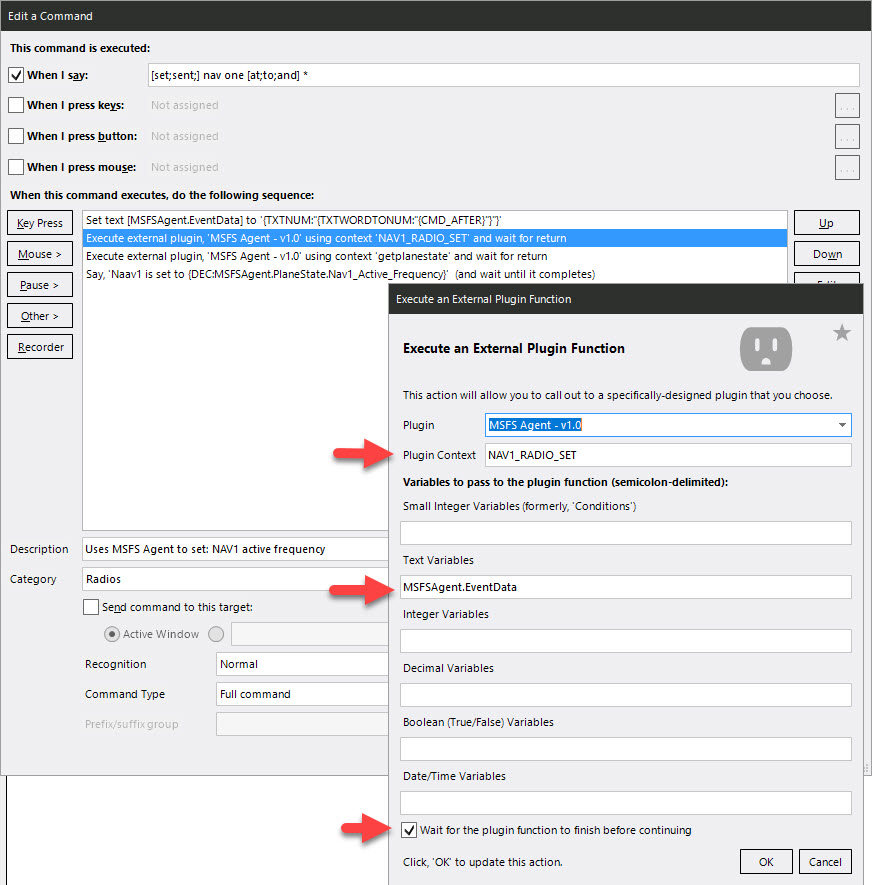 Edit a Command
This command is executed:
When I say:
[set;sent;] nav one [at;to;and] *
When I press keys:
Not assigned
. . .
When I press button:
Not assigned
. . .
When I press mouse:
Not assigned
. . .
When this command executes, do the following sequence:
Key Press
Mouse >
Pause >
Other >
Recorder
Set text [MSFSAgent.EventData] to '{TXTNUM:"{TXTWORDTONUM:"{CMD_AFTER}"}"}'
Execute external plugin, 'MSFS Agent - v1.0' using context 'NAV1_RADIO_SET' and wait for return
Execute external plugin, 'MSFS Agent - v1.0' using context 'getplanestate' and wait for return
Say, 'Naav1 is set to {DEC:MSFSAgent.PlaneState.Nav1_Active_Frequency}'  (and wait until it completes)
Up
Down
Description
Uses MSFS Agent to set: NAV1 active frequency
Category
Radios
Send command to this target:
Active Window
Recognition
Normal
Command Type
Full command
Prefix/suffix group
Execute an External Plugin Function
Execute an External Plugin Function
This action will allow you to call out to a specifically-designed plugin that you choose.
Plugin
MSFS Agent - v1.0
Plugin Context
NAV1_RADIO_SET
Variables to pass to the plugin function (semicolon-delimited):
Small Integer Variables (formerly, 'Conditions')
Text Variables
MSFSAgent.EventData
Integer Variables
Decimal Variables
Boolean (True/False) Variables
Date/Time Variables
Wait for the plugin function to finish before continuing
Click, 'OK' to update this action.
OK
Cancel